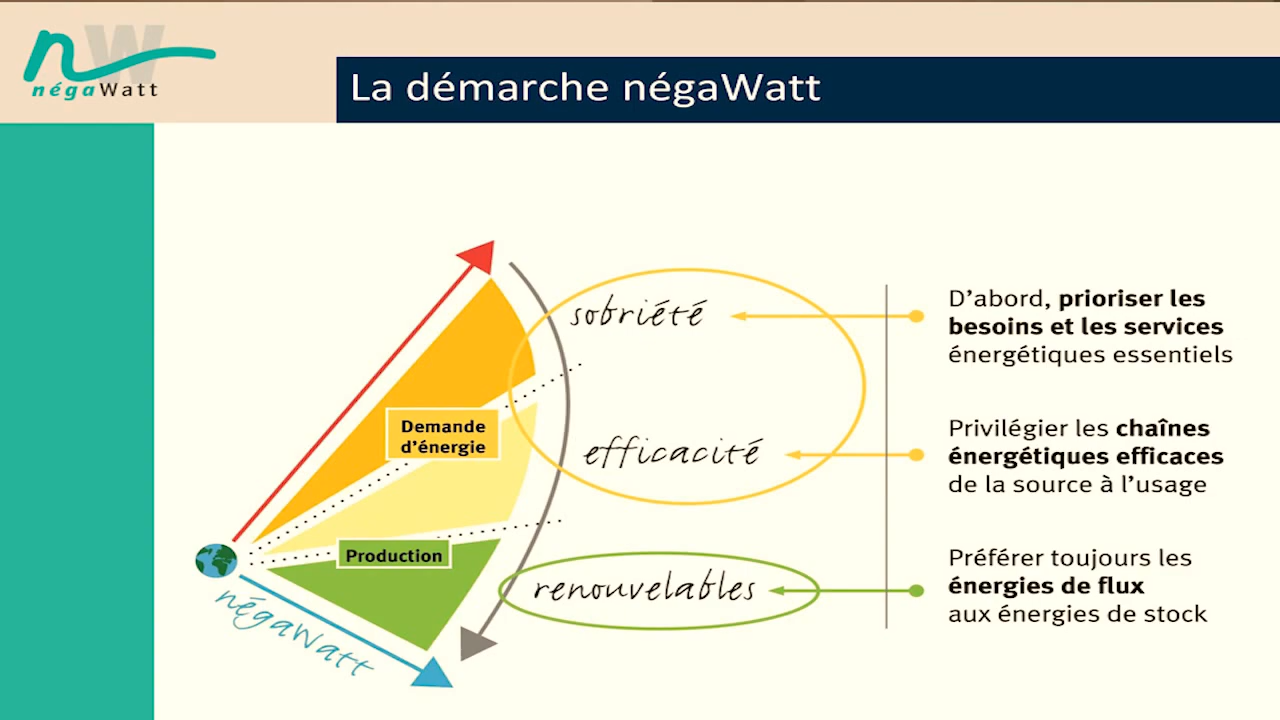 nW
négaWatt
La démarche négaWatt
sobriété
D'abord, prioriser les
besoins et les services
énergétiques essentiels
Demande
d'énergie
efficacité
Privilégier les chaînes
énergétiques efficaces
de la source à l'usage
Production
renouvelables
Préférer toujours les
énergies de flux
aux énergies de stock
négaWatt